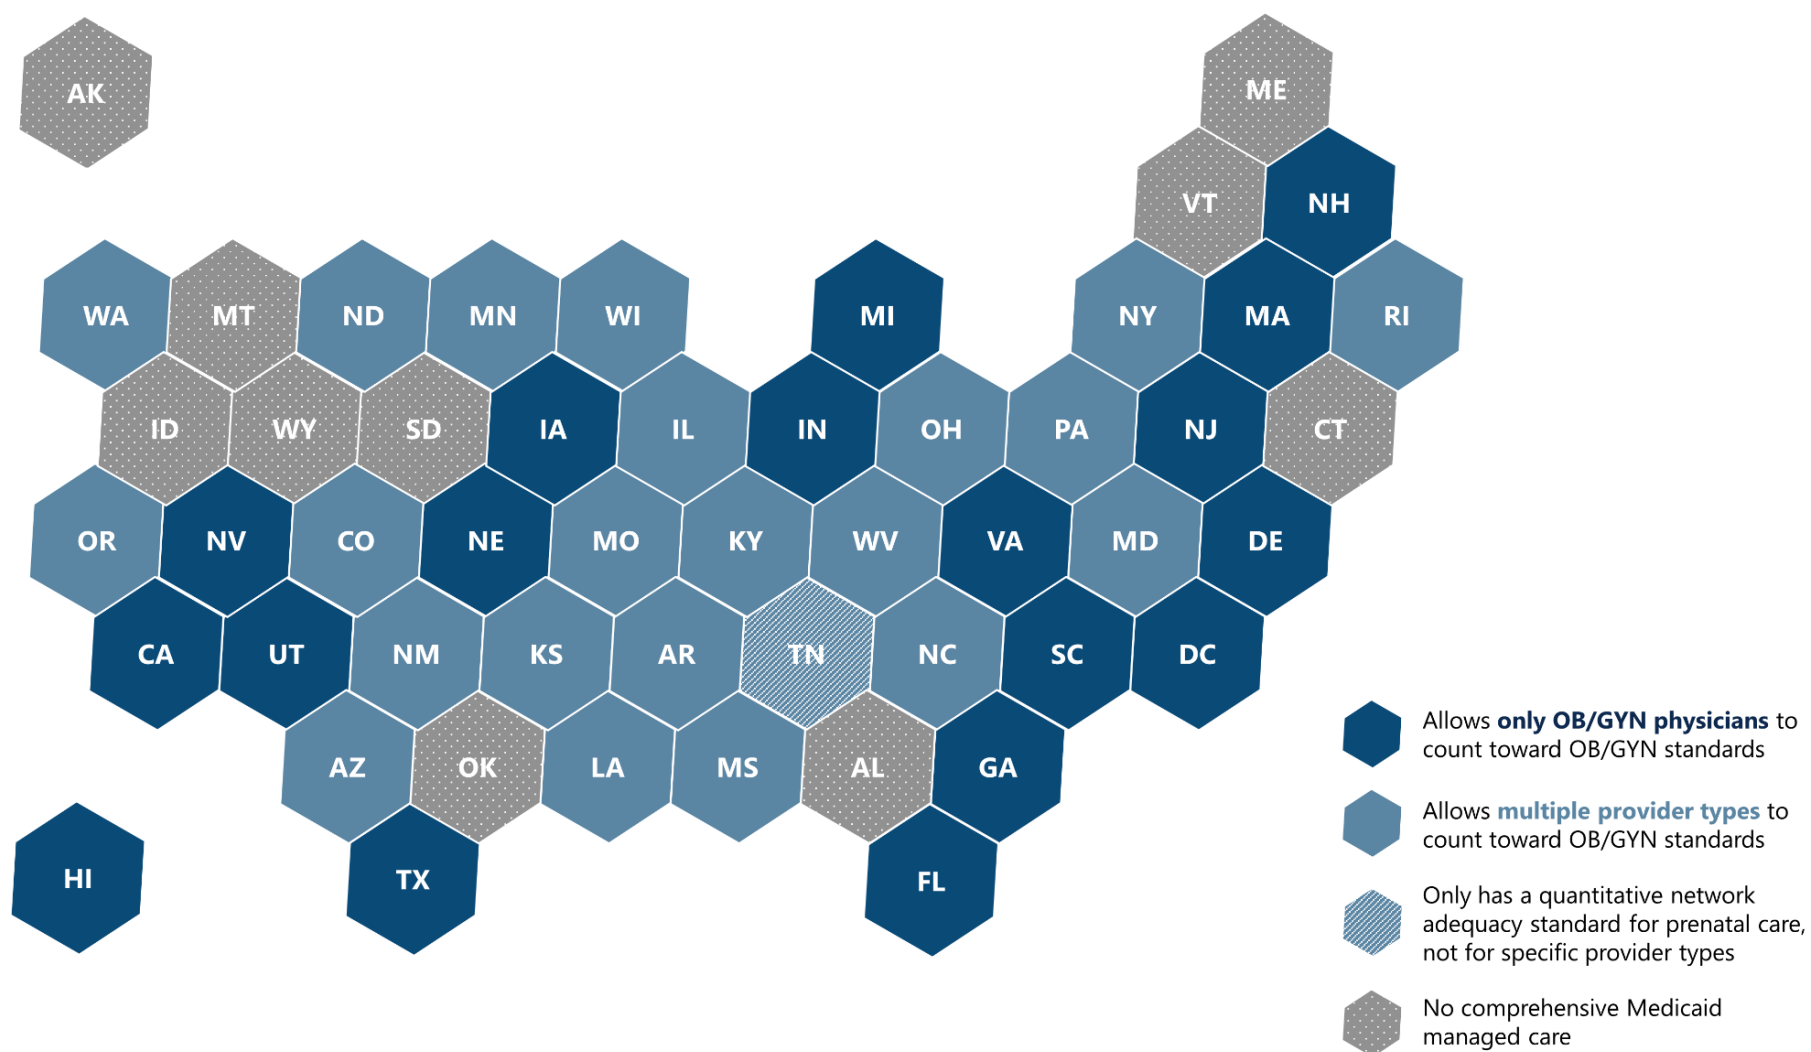 AK
ME
VT
NH
WA
MT
ND
MN
WI
MI
NY
MA
RI
ID
WY
SD
IA
IL
IN
OH
PA
NJ
CT
OR
NV
CO
NE
MO
KY
WV
VA
MD
DE
CA
UT
NM
KS
AR
TN
NC
SC
DC
AZ
OK
LA
MS
AL
GA
HI
TX
FL
Allows only OB/GYN physicians to
count toward OB/GYN standards
Allows multiple provider types to
count toward OB/GYN standards
Only has a quantitative network
adequacy standard for prenatal care,
not for specific provider types
No comprehensive Medicaid
managed care